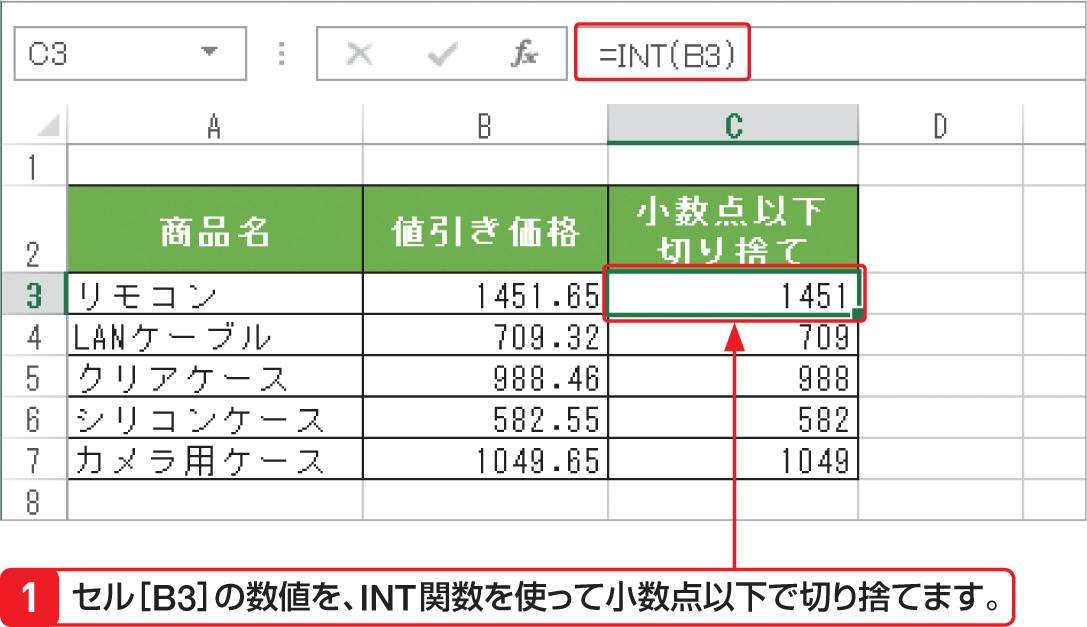 C3 fx =INT(B3)
A B C D
1
2 商品名 値引き価格 小数点以下
切り捨て
3 リモコン 1451.65 1451
4 LANケーブル 709.32 709
5 クリアケース 988.46 988
6 シリコンケース 582.55 582
7 カメラ用ケース 1049.65 1049
8
1 セル[B3]の数値を、INT関数を使って小数点以下で切り捨てます。